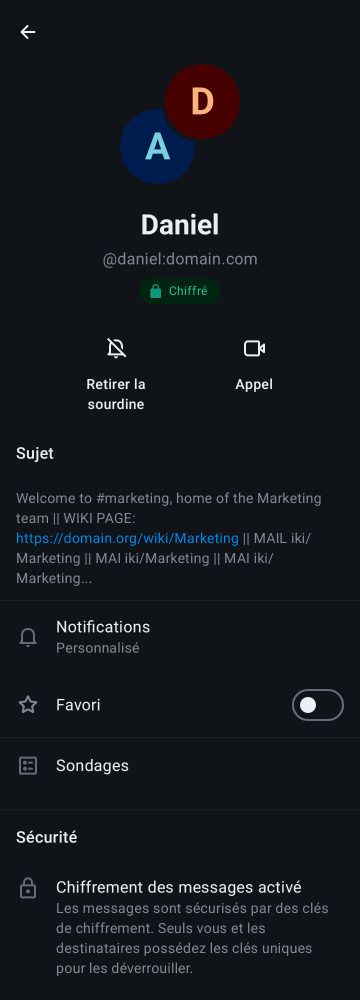 D
A
Daniel
@daniel:domain.com
Chiffré
Retirer la
sourdine
Appel
Sujet
Welcome to #marketing, home of the Marketing
team || WIKI PAGE:
https://domain.org/wiki/Marketing || MAIL iki/
Marketing || MAI iki/Marketing || MAI iki/
Marketing...
Notifications
Personnalisé
Favori
Sondages
Sécurité
Chiffrement des messages activé
Les messages sont sécurisés par des clés
de chiffrement. Seuls vous et les
destinataires possédez les clés uniques
pour les déverrouiller.